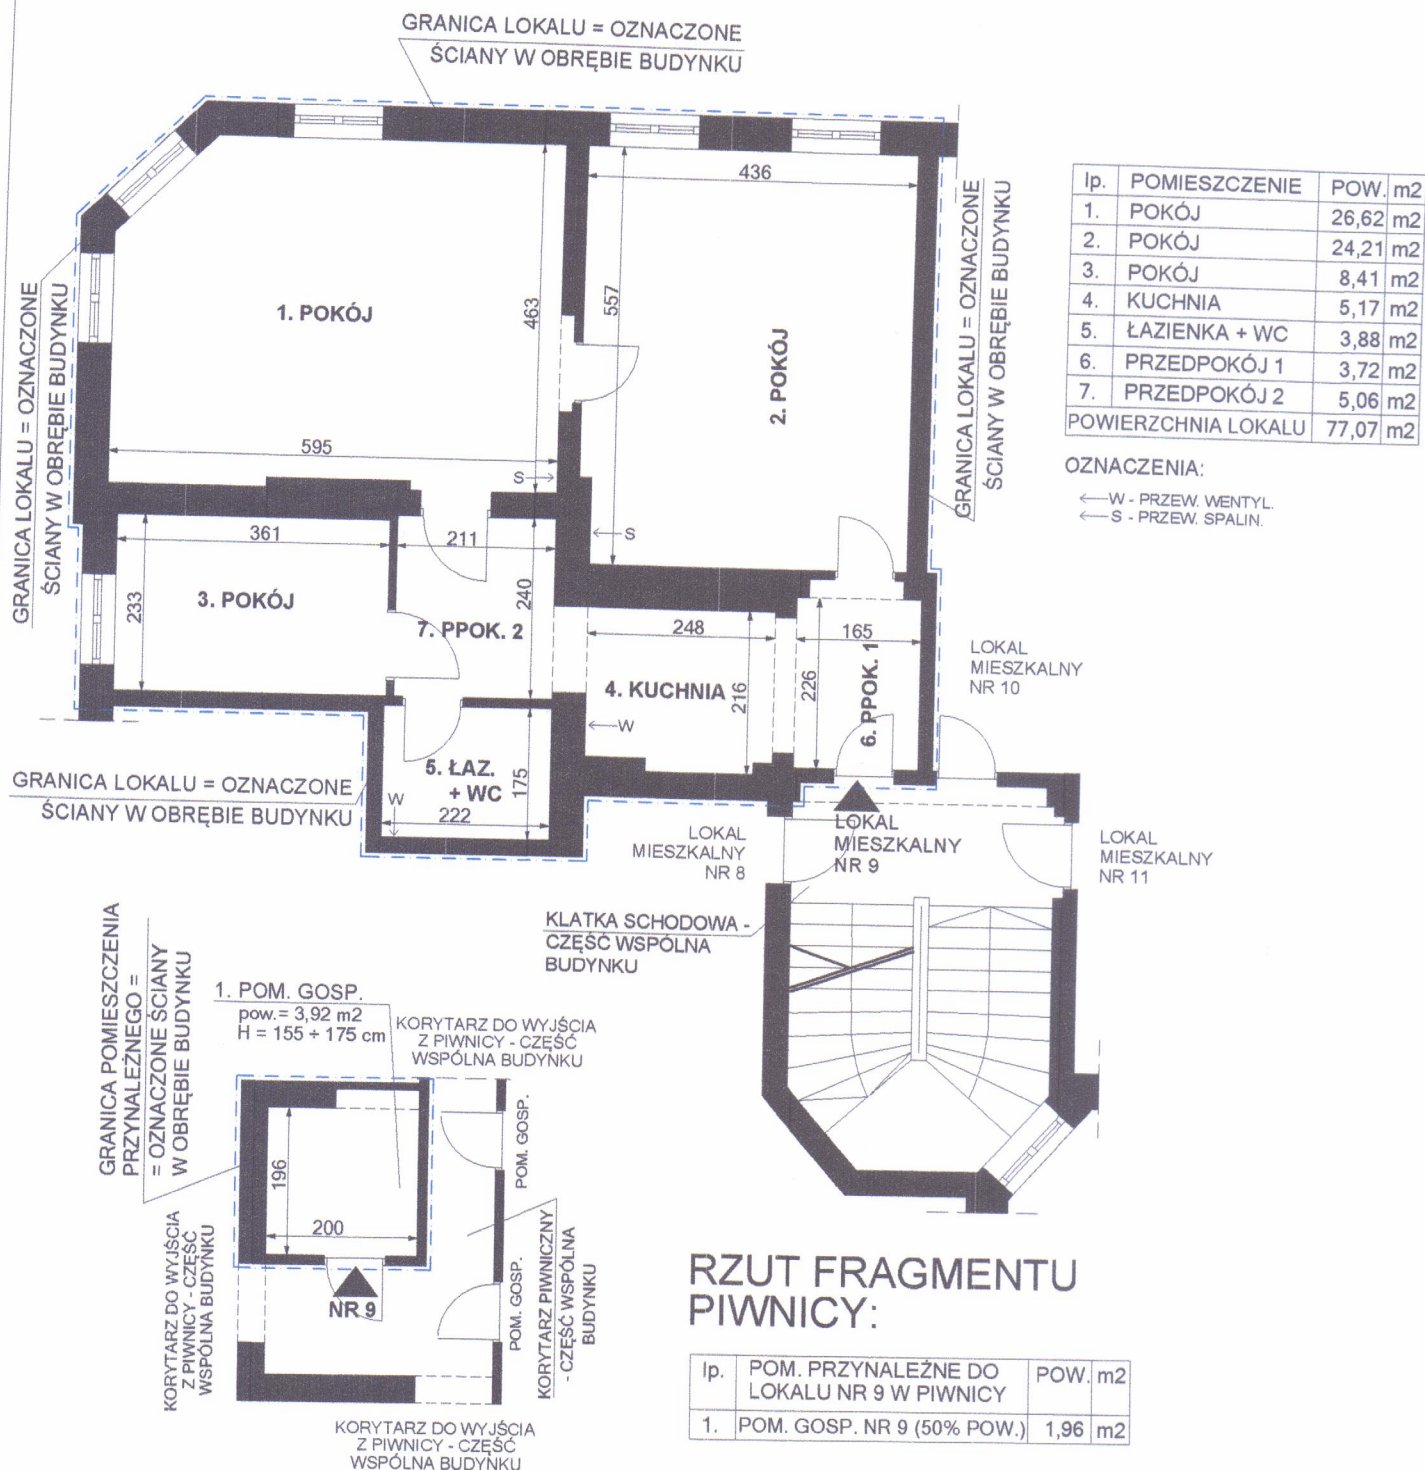 GRANICA LOKALU = OZNACZONE
ŚCIANY W OBRĘBIE BUDYNKU
GRANICA LOKALU = OZNACZONE
ŚCIANY W OBRĘBIE BUDYNKU
1. POKÓJ
463
595
S
436
557
2. POKÓJ
S
GRANICA LOKALU = OZNACZONE
ŚCIANY W OBRĘBIE BUDYNKU
lp. POMIESZCZENIE POW. m2
1. POKÓJ 26,62 m2
2. POKÓJ 24,21 m2
3. POKÓJ 8,41 m2
4. KUCHNIA 5,17 m2
5. ŁAZIENKA + WC 3,88 m2
6. PRZEDPOKÓJ 1 3,72 m2
7. PRZEDPOKÓJ 2 5,06 m2
POWIERZCHNIA LOKALU 77,07 m2
OZNACZENIA:
W - PRZEW. WENTYL.
S - PRZEW. SPALIN.
361
233
3. POKÓJ
211
240
7. PPOK. 2
248
4. KUCHNIA
216
W
165
226
6. PPOK. 1
LOKAL
MIESZKALNY
NR 10
GRANICA LOKALU = OZNACZONE
ŚCIANY W OBRĘBIE BUDYNKU
5. ŁAZ.
+ WC
175
W
222
LOKAL
MIESZKALNY
NR 8
LOKAL
MIESZKALNY
NR 9
LOKAL
MIESZKALNY
NR 11
KLATKA SCHODOWA -
CZĘŚĆ WSPÓLNA
BUDYNKU
GRANICA POMIESZCZENIA
PRZYNALEŻNEGO =
= OZNACZONE ŚCIANY
W OBRĘBIE BUDYNKU
1. POM. GOSP.
pow.= 3,92 m2
H = 155 ÷ 175 cm
KORYTARZ DO WYJŚCIA
Z PIWNICY - CZĘŚĆ
WSPÓLNA BUDYNKU
196
200
NR 9
POM. GOSP.
POM. GOSP.
KORYTARZ DO WYJŚCIA
Z PIWNICY - CZĘŚĆ
WSPÓLNA BUDYNKU
KORYTARZ PIWNICZNY
- CZĘŚĆ WSPÓLNA
BUDYNKU
KORYTARZ DO WYJŚCIA
Z PIWNICY - CZĘŚĆ
WSPÓLNA BUDYNKU
RZUT FRAGMENTU
PIWNICY:
lp. POM. PRZYNALEŻNE DO POW. m2
LOKALU NR 9 W PIWNICY
1. POM. GOSP. NR 9 (50% POW.) 1,96 m2